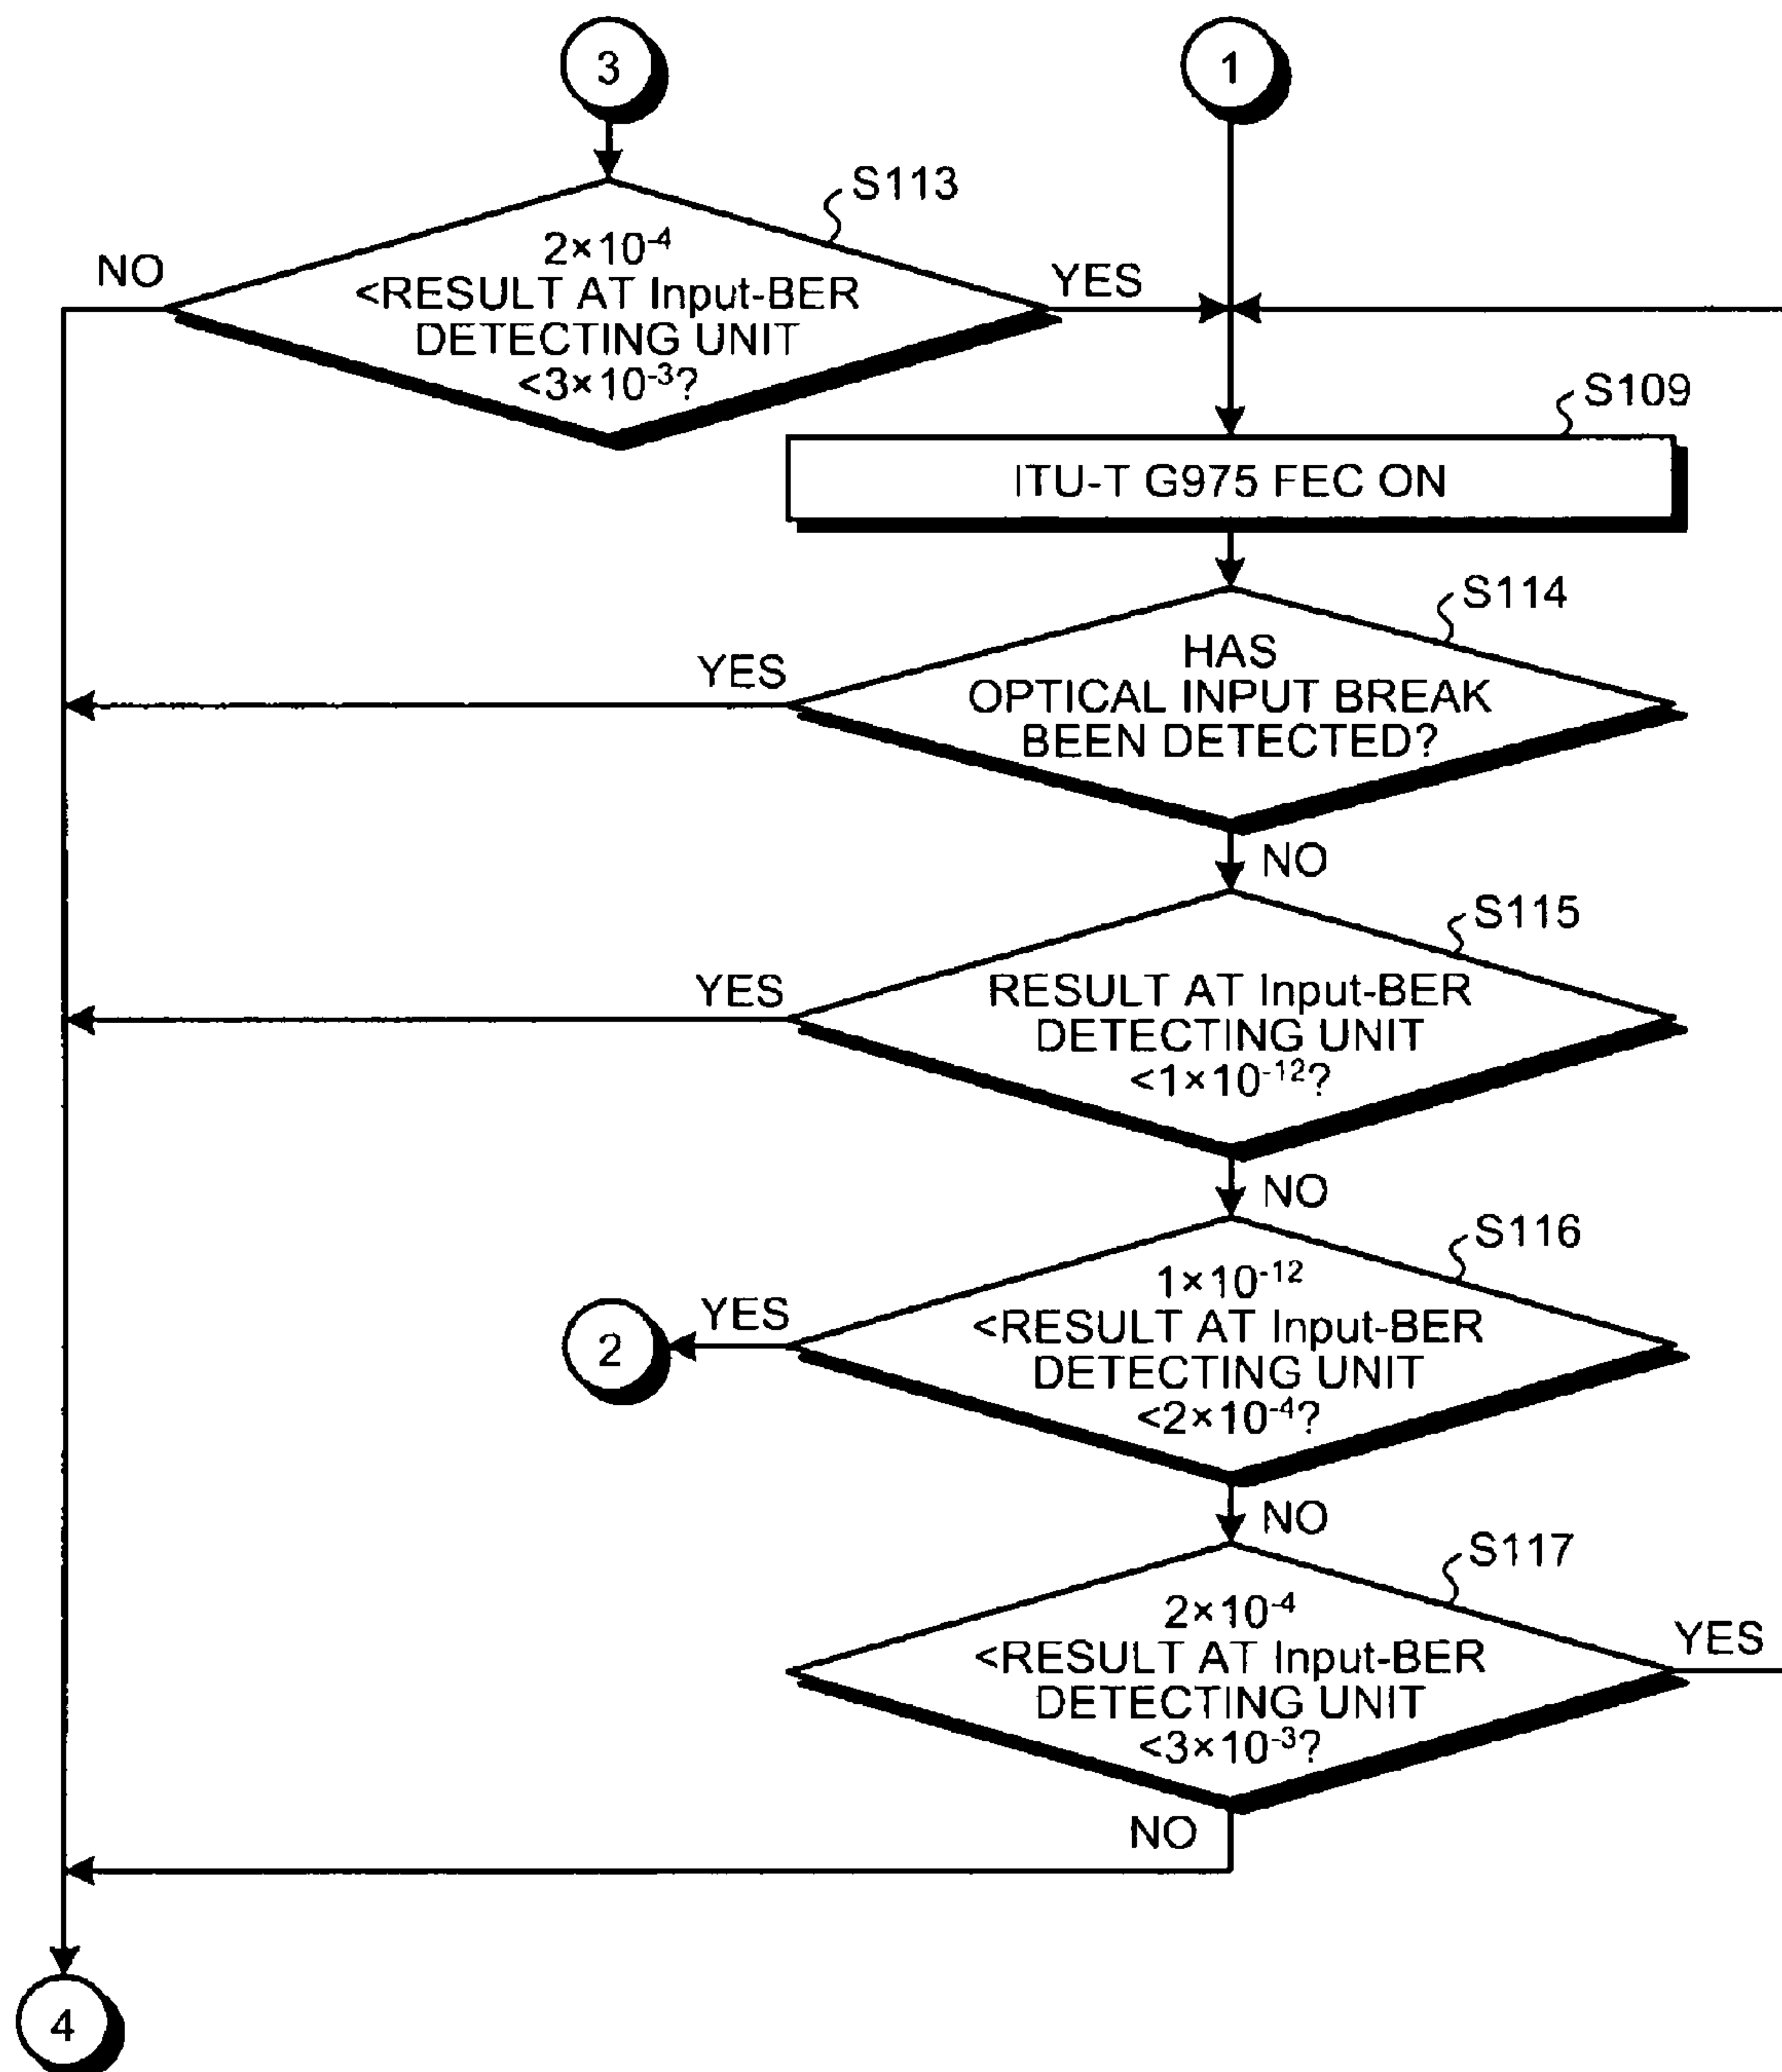 3
1
S113
NO
2×10⁻⁴
<RESULT AT Input-BER
DETECTING UNIT
<3×10⁻³?
YES
S109
ITU-T G975 FEC ON
S114
YES
HAS
OPTICAL INPUT BREAK
BEEN DETECTED?
NO
S115
YES
RESULT AT Input-BER
DETECTING UNIT
<1×10⁻¹²?
NO
S116
2
YES
1×10⁻¹²
<RESULT AT Input-BER
DETECTING UNIT
<2×10⁻⁴?
NO
S117
2×10⁻⁴
<RESULT AT Input-BER
DETECTING UNIT
<3×10⁻³?
YES
NO
4